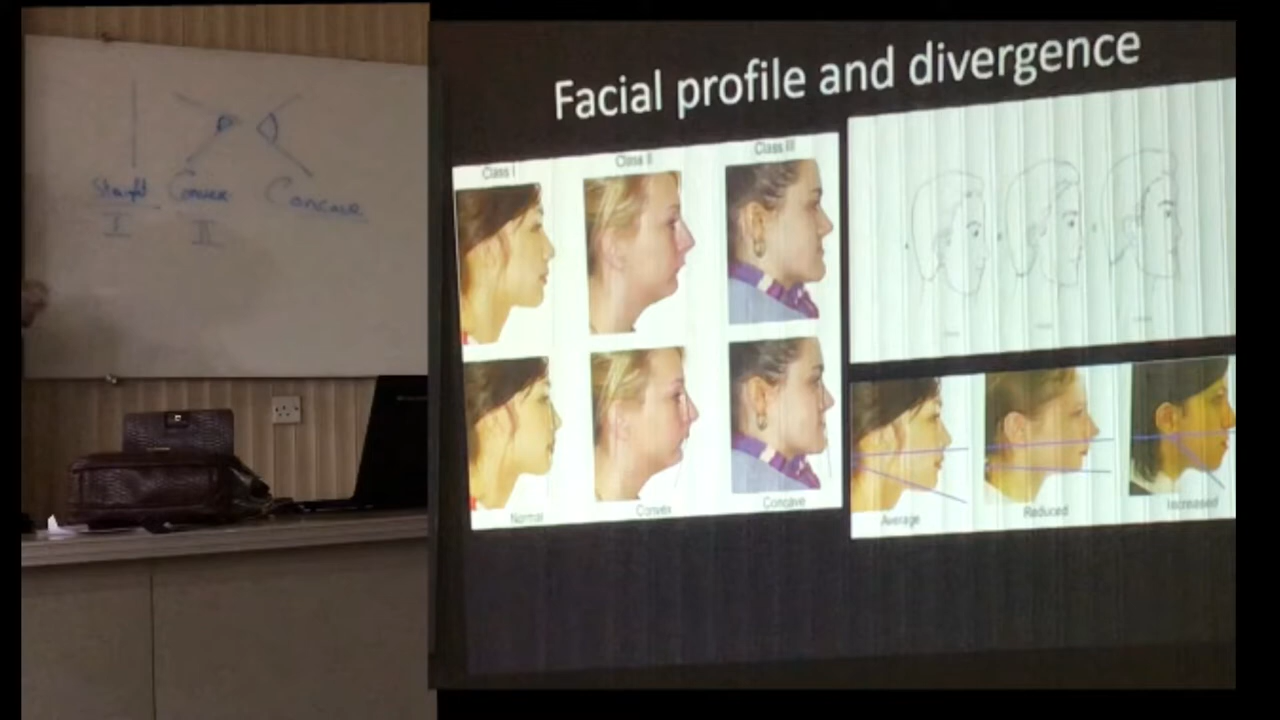 Straight Convex Concave
I II
Facial profile and divergence
Class I Class II Class III
Normal Convex Concave
Average Reduced Increased